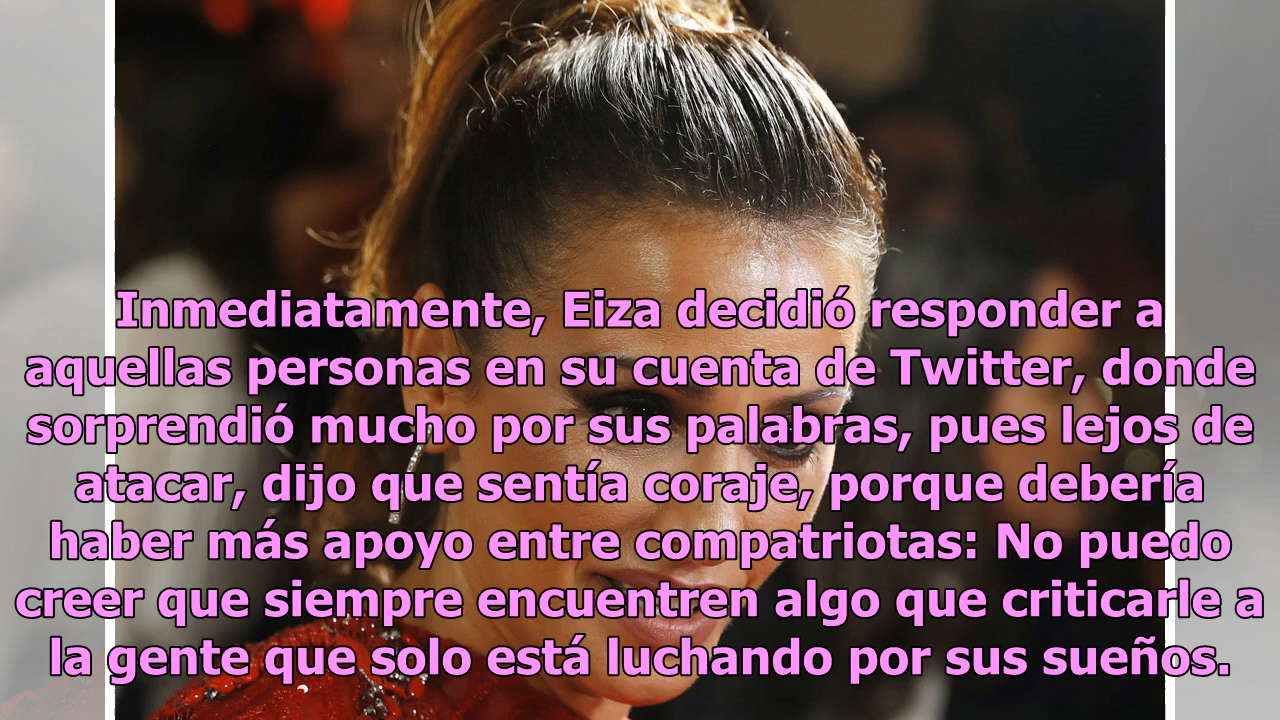 Inmediatamente, Eiza decidió responder a
aquellas personas en su cuenta de Twitter, donde
sorprendió mucho por sus palabras, pues lejos de
atacar, dijo que sentía coraje, porque debería
haber más apoyo entre compatriotas: No puedo
creer que siempre encuentren algo que criticarle a
la gente que solo está luchando por sus sueños.